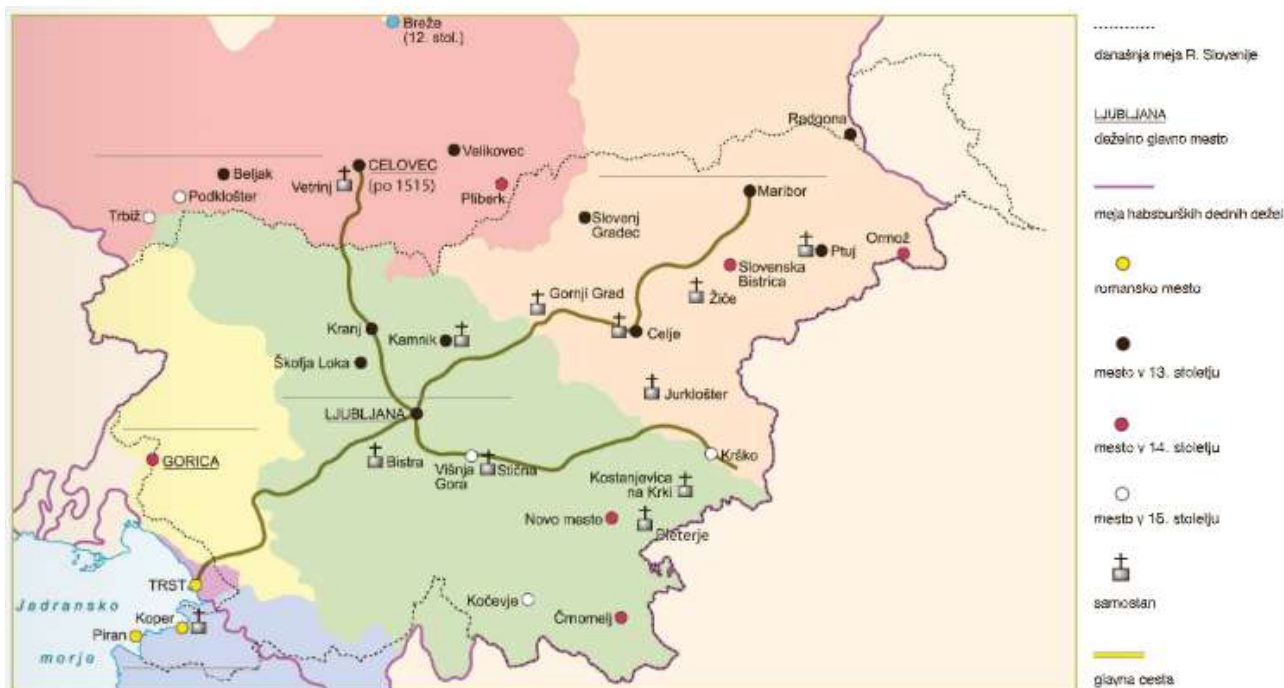 Breže
(12. stol.)
Radgona
Velikovec
CELOVEC
(po 1515)
Beljak
Vetrinj
Pliberk
Podklošter
Trbiž
Maribor
Slovenj
Gradec
Ormož
Ptuj
Slovenska
Bistrica
Gornji Grad
Žiče
Kranj
Kamnik
Celje
Škofja Loka
Jurklošter
LJUBLJANA
GORICA
Bistra
Višnja
Gora
Stična
Krško
Kostanjevica
na Krki
Novo mesto
Pleterje
TRST
Jadransko
morje
Koper
Piran
Kočevje
Črnomelj
današnja meja R. Slovenije
LJUBLJANA
deželno glavno mesto
meja habsburških dednih dežel
romansko mesto
mesto v 13. stoletju
mesto v 14. stoletju
mesto v 15. stoletju
samostan
glavna cesta